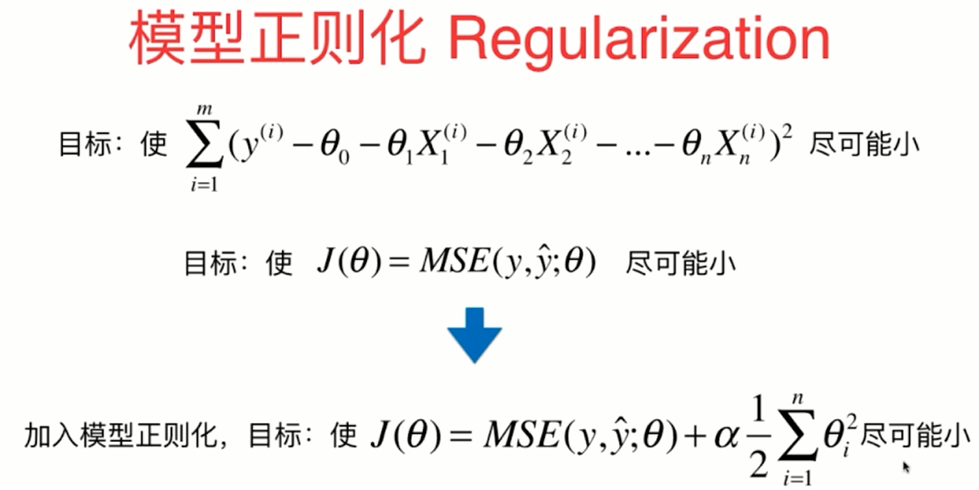 模型正则化 Regularization
目标：使 $\sum_{i=1}^{m}(y^{(i)}-\theta_0-\theta_1X_1^{(i)}-\theta_2X_2^{(i)}-...-\theta_nX_n^{(i)})^2$ 尽可能小
目标：使 $J(\theta)=MSE(y,\hat{y};\theta)$ 尽可能小
加入模型正则化，目标：使 $J(\theta)=MSE(y,\hat{y};\theta)+\alpha\frac{1}{2}\sum_{i=1}^{n}\theta_i^2$ 尽可能小